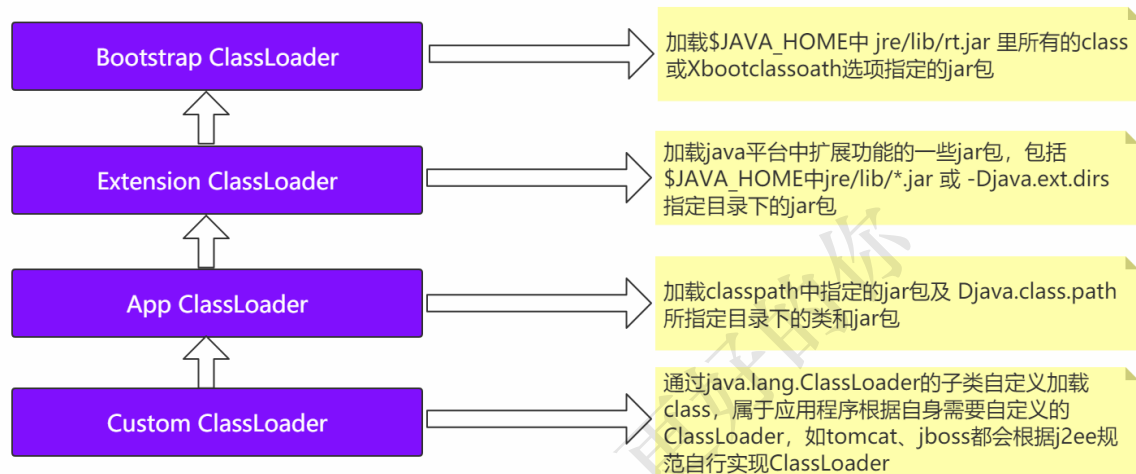 Bootstrap ClassLoader
加载$JAVA_HOME中 jre/lib/rt.jar 里所有的class
或Xbootclassoath选项指定的jar包
Extension ClassLoader
加载java平台中扩展功能的一些jar包，包括
$JAVA_HOME中jre/lib/*.jar 或 -Djava.ext.dirs
指定目录下的jar包
App ClassLoader
加载classpath中指定的jar包及 Djava.class.path
所指定目录下的类和jar包
Custom ClassLoader
通过java.lang.ClassLoader的子类自定义加载
class，属于应用程序根据自身需要自定义的
ClassLoader，如tomcat、jboss都会根据j2ee规
范自行实现ClassLoader
更好的你